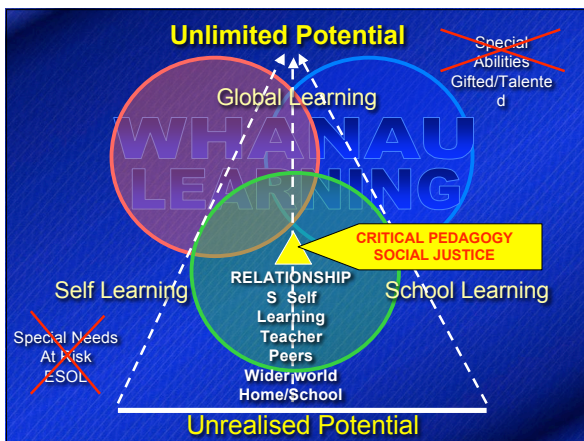 Unlimited Potential
Special
Abilities
Gifted/Talente
d
Global Learning
WHANAU
LEARNING
CRITICAL PEDAGOGY
SOCIAL JUSTICE
RELATIONSHIP
S Self
Learning
Teacher
Peers
Wider world
Home/School
Self Learning
School Learning
Special Needs
At Risk
ESOL
Unrealised Potential